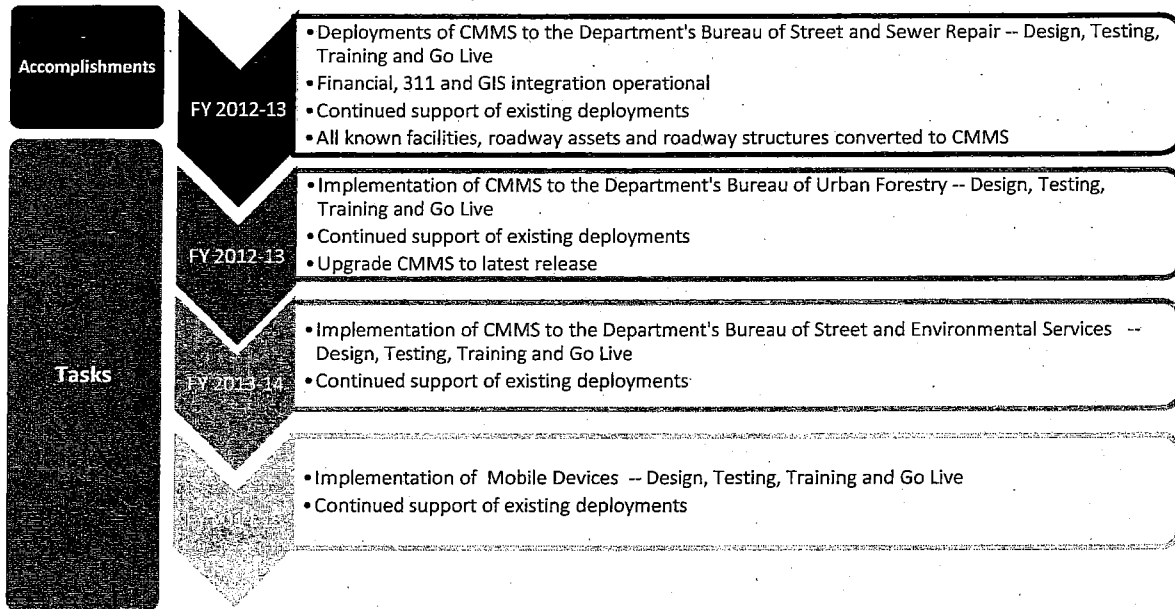 Accomplishments
FY 2012-13
• Deployments of CMMS to the Department's Bureau of Street and Sewer Repair -- Design, Testing,
Training and Go Live
• Financial, 311 and GIS integration operational
• Continued support of existing deployments
• All known facilities, roadway assets and roadway structures converted to CMMS
Tasks
FY 2012-13
• Implementation of CMMS to the Department's Bureau of Urban Forestry -- Design, Testing,
Training and Go Live
• Continued support of existing deployments
• Upgrade CMMS to latest release
FY 2013-14
• Implementation of CMMS to the Department's Bureau of Street and Environmental Services --
Design, Testing, Training and Go Live
• Continued support of existing deployments
• Implementation of Mobile Devices -- Design, Testing, Training and Go Live
• Continued support of existing deployments